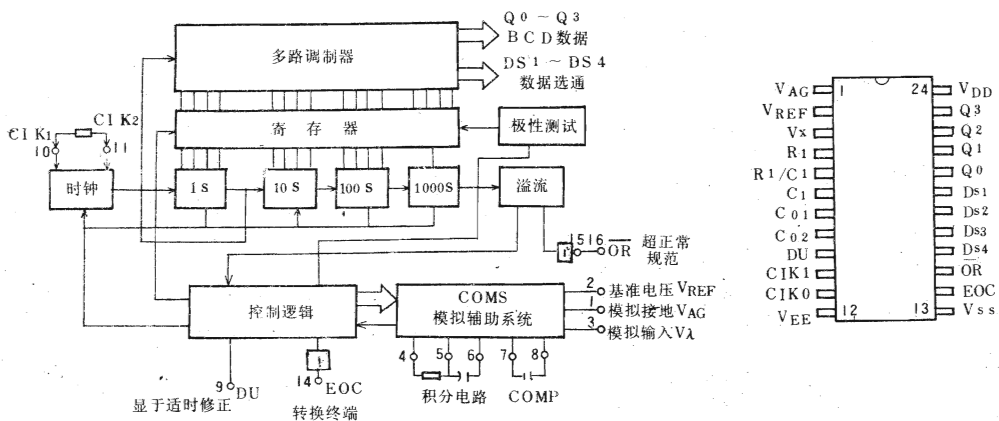 Q0～Q3
BCD数据
DS1～DS4
数据选通
多路调制器
寄存器
极性测试
CIK1
CIK2
10
11
时钟
1S
10S
100S
1000S
溢流
1
15
16
OR
超正常
规范
控制逻辑
COMS
模拟辅助系统
2
基准电压VREF
1
模拟接地VAG
3
模拟输入Vλ
4
5
6
7
8
积分电路
COMP
9
DU
显于适时修正
1
14
EOC
转换终端
VAG
VREF
Vx
R1
R1/C1
C1
C01
C02
DU
CIK1
CIK0
VEE
1
24
12
13
VDD
Q3
Q2
Q1
Q0
Ds1
Ds2
Ds3
Ds4
OR
EOC
Vss